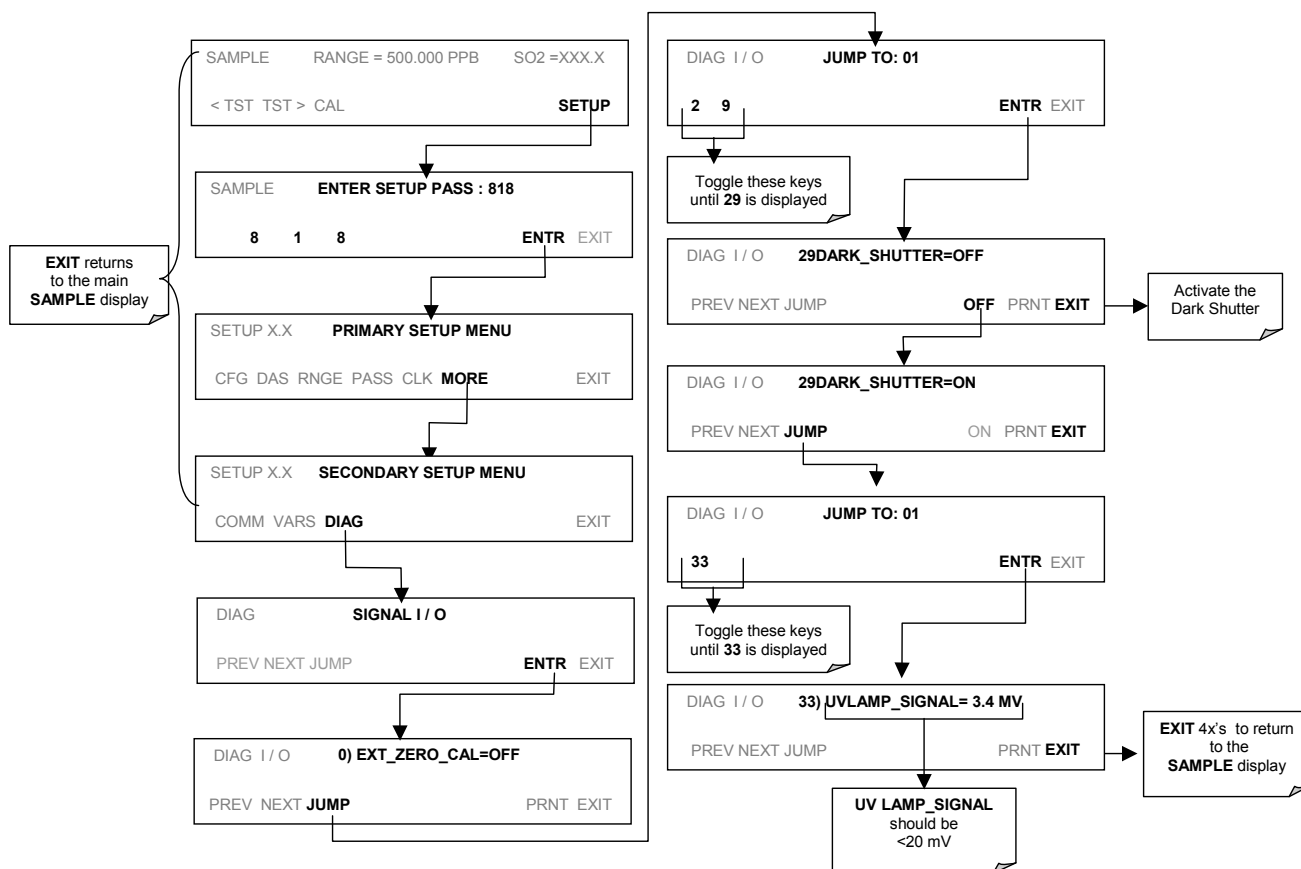 SAMPLE RANGE = 500.000 PPB SO2 =XXX.X
< TST TST > CAL SETUP
SAMPLE ENTER SETUP PASS : 818
8 1 8 ENTR EXIT
EXIT returns
to the main
SAMPLE display
SETUP X.X PRIMARY SETUP MENU
CFG DAS RNGE PASS CLK MORE EXIT
SETUP X.X SECONDARY SETUP MENU
COMM VARS DIAG EXIT
DIAG SIGNAL I / O
PREV NEXT JUMP ENTR EXIT
DIAG I / O 0) EXT_ZERO_CAL=OFF
PREV NEXT JUMP PRNT EXIT
DIAG I / O JUMP TO: 01
2 9 ENTR EXIT
Toggle these keys
until 29 is displayed
DIAG I / O 29DARK_SHUTTER=OFF
PREV NEXT JUMP OFF PRNT EXIT
Activate the
Dark Shutter
DIAG I / O 29DARK_SHUTTER=ON
PREV NEXT JUMP ON PRNT EXIT
DIAG I / O JUMP TO: 01
33 ENTR EXIT
Toggle these keys
until 33 is displayed
DIAG I / O 33) UVLAMP_SIGNAL= 3.4 MV
PREV NEXT JUMP PRNT EXIT
EXIT 4x's to return
to the
SAMPLE display
UV LAMP_SIGNAL
should be
<20 mV